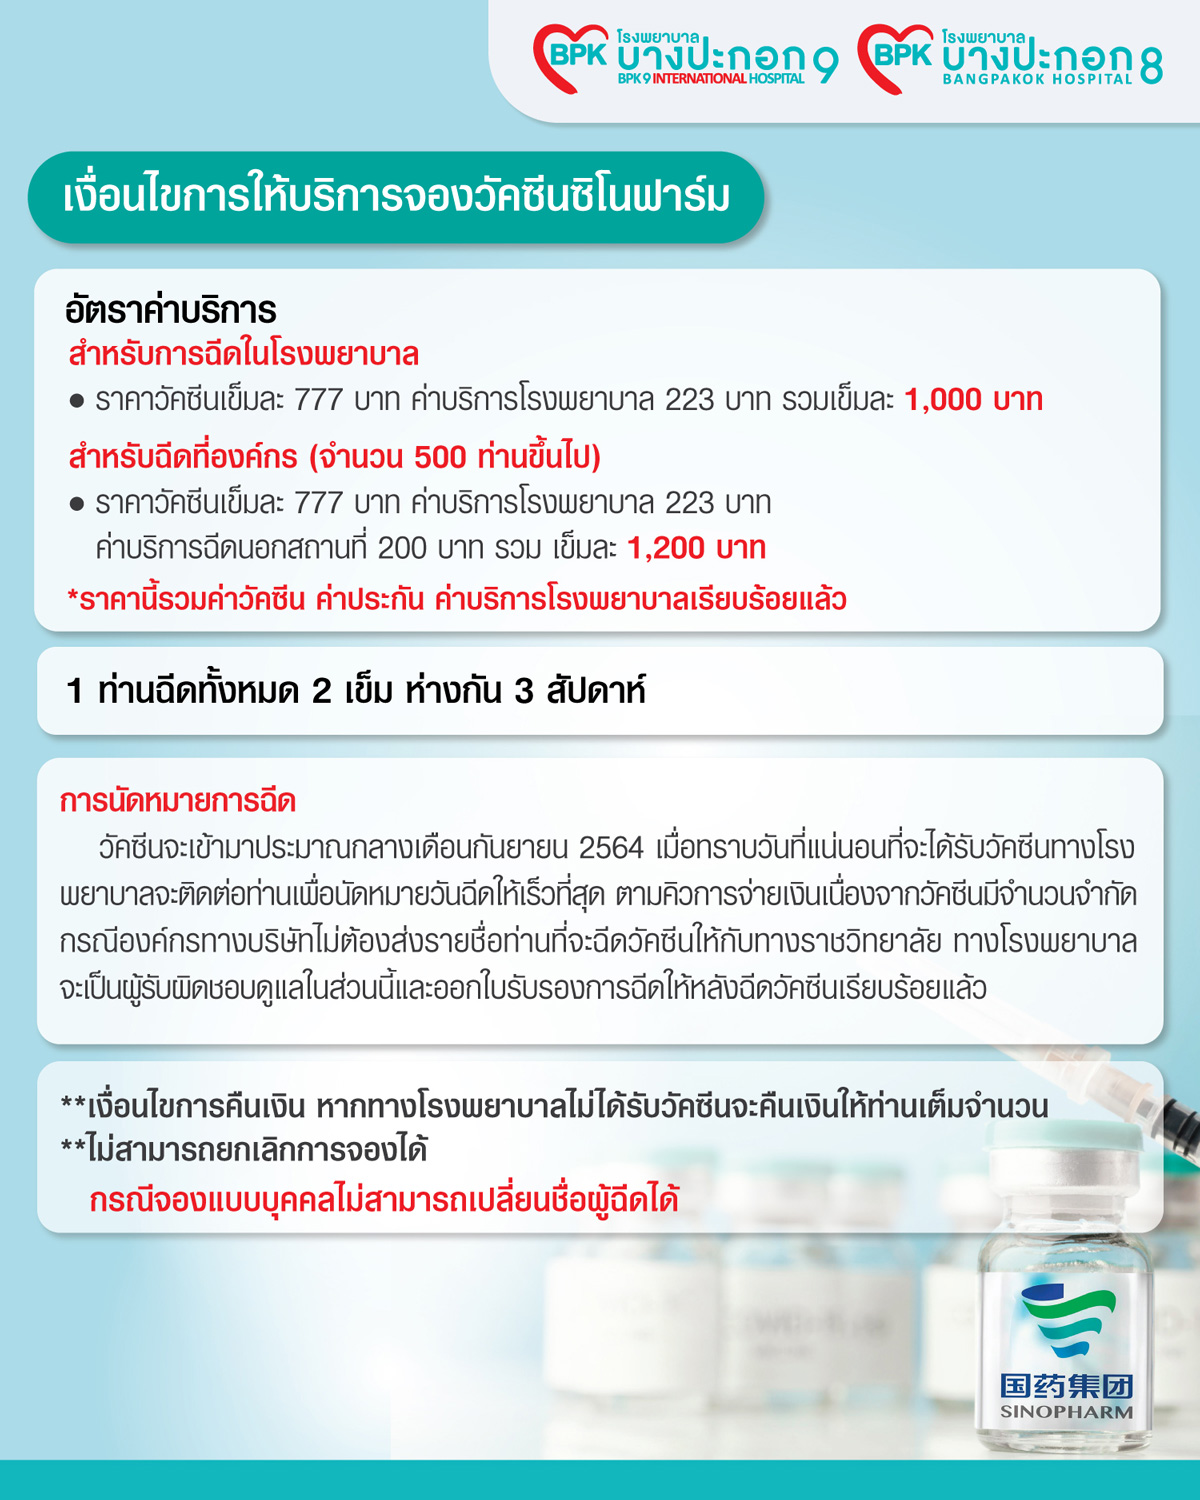 BPK โรงพยาบาล บางปะกอก 9
BPK 9 INTERNATIONAL HOSPITAL
BPK โรงพยาบาล บางปะกอก 8
BANGPAKOK HOSPITAL
เงื่อนไขการให้บริการจองวัคซีนซิโนฟาร์ม
อัตราค่าบริการ
สำหรับการฉีดในโรงพยาบาล
● ราคาวัคซีนเข็มละ 777 บาท ค่าบริการโรงพยาบาล 223 บาท รวมเข็มละ 1,000 บาท
สำหรับฉีดที่องค์กร (จำนวน 500 ท่านขึ้นไป)
● ราคาวัคซีนเข็มละ 777 บาท ค่าบริการโรงพยาบาล 223 บาท
ค่าบริการฉีดนอกสถานที่ 200 บาท รวม เข็มละ 1,200 บาท
*ราคานี้รวมค่าวัคซีน ค่าประกัน ค่าบริการโรงพยาบาลเรียบร้อยแล้ว
1 ท่านฉีดทั้งหมด 2 เข็ม ห่างกัน 3 สัปดาห์
การนัดหมายการฉีด
วัคซีนจะเข้ามาประมาณกลางเดือนกันยายน 2564 เมื่อทราบวันที่แน่นอนที่จะได้รับวัคซีนทางโรง
พยาบาลจะติดต่อท่านเพื่อนัดหมายวันฉีดให้เร็วที่สุด ตามคิวการจ่ายเงินเนื่องจากวัคซีนมีจำนวนจำกัด
กรณีองค์กรทางบริษัทไม่ต้องส่งรายชื่อท่านที่จะฉีดวัคซีนให้กับทางราชวิทยาลัย ทางโรงพยาบาล
จะเป็นผู้รับผิดชอบดูแลในส่วนนี้และออกใบรับรองการฉีดให้หลังฉีดวัคซีนเรียบร้อยแล้ว
**เงื่อนไขการคืนเงิน หากทางโรงพยาบาลไม่ได้รับวัคซีนจะคืนเงินให้ท่านเต็มจำนวน
**ไม่สามารถยกเลิกการจองได้
กรณีจองแบบบุคคลไม่สามารถเปลี่ยนชื่อผู้ฉีดได้
国药集团
SINOPHARM